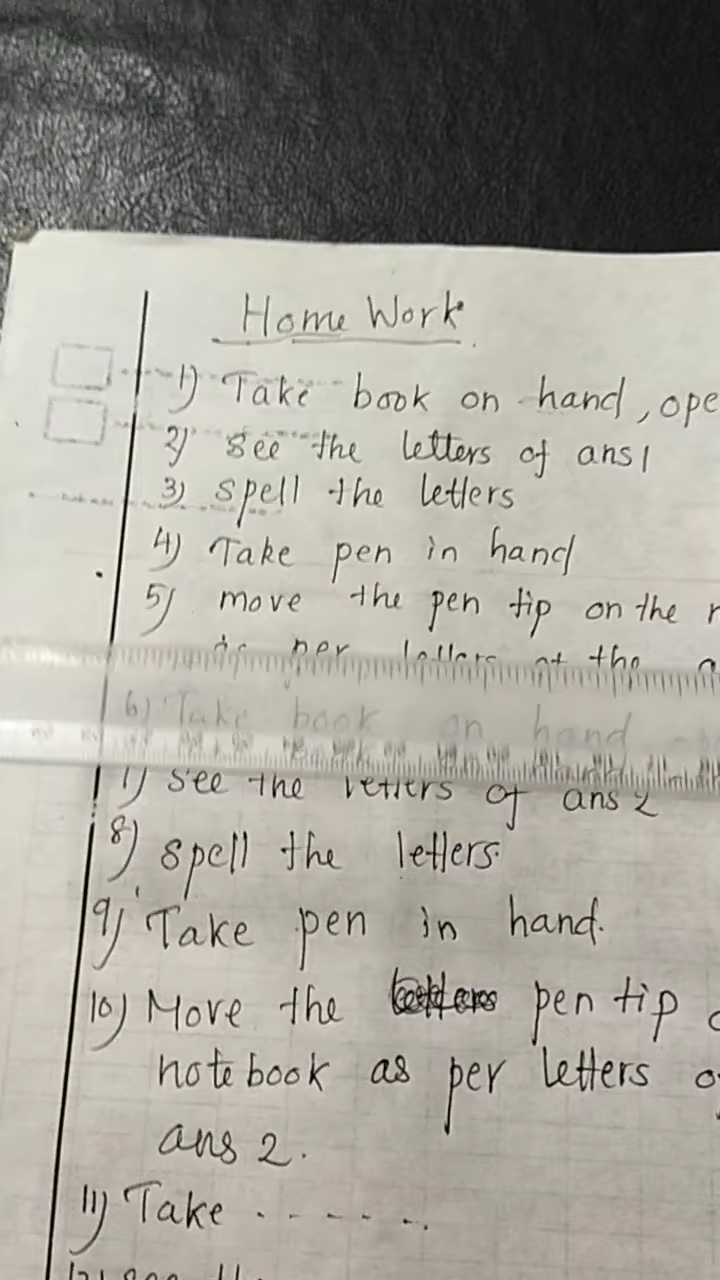 Home Work
1) Take book on hand, ope
2) see the letters of ans1
3) spell the letters
4) Take pen in hand
5) move the pen tip on the
per letters the
6) Take book on hand
see the letters of ans 2
8) spell the letters.
9) Take pen in hand.
10) Move the pen tip
notebook as per letters
ans 2.
11) Take . - - - - -.